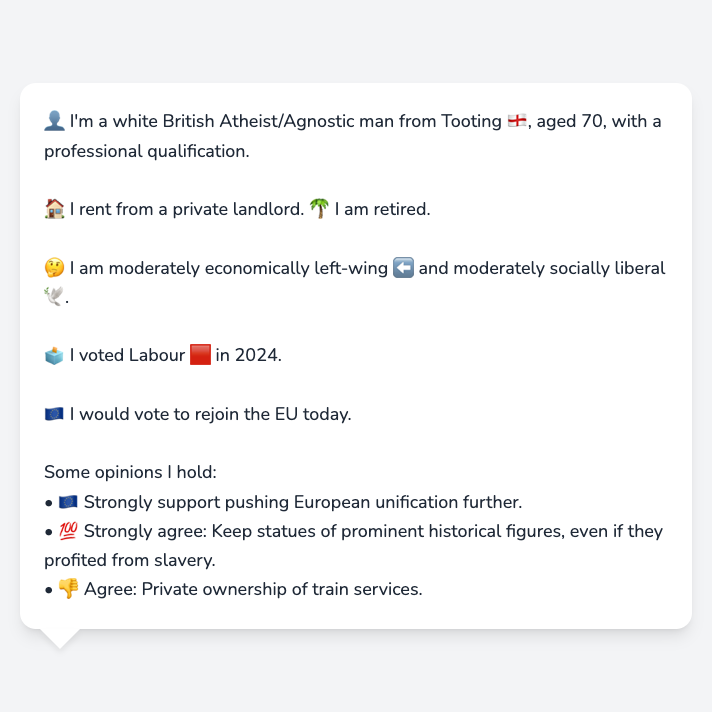 👤 I'm a white British Atheist/Agnostic man from Tooting 🏴󠁧󠁢󠁥󠁮󠁧󠁿, aged 70, with a
professional qualification.
🏠 I rent from a private landlord. 🌴 I am retired.
🤔 I am moderately economically left-wing ⬅️ and moderately socially liberal
🕊️.
🗳️ I voted Labour 🟥 in 2024.
🇪🇺 I would vote to rejoin the EU today.
Some opinions I hold:
• 🇪🇺 Strongly support pushing European unification further.
• 💯 Strongly agree: Keep statues of prominent historical figures, even if they
profited from slavery.
• 👎 Agree: Private ownership of train services.